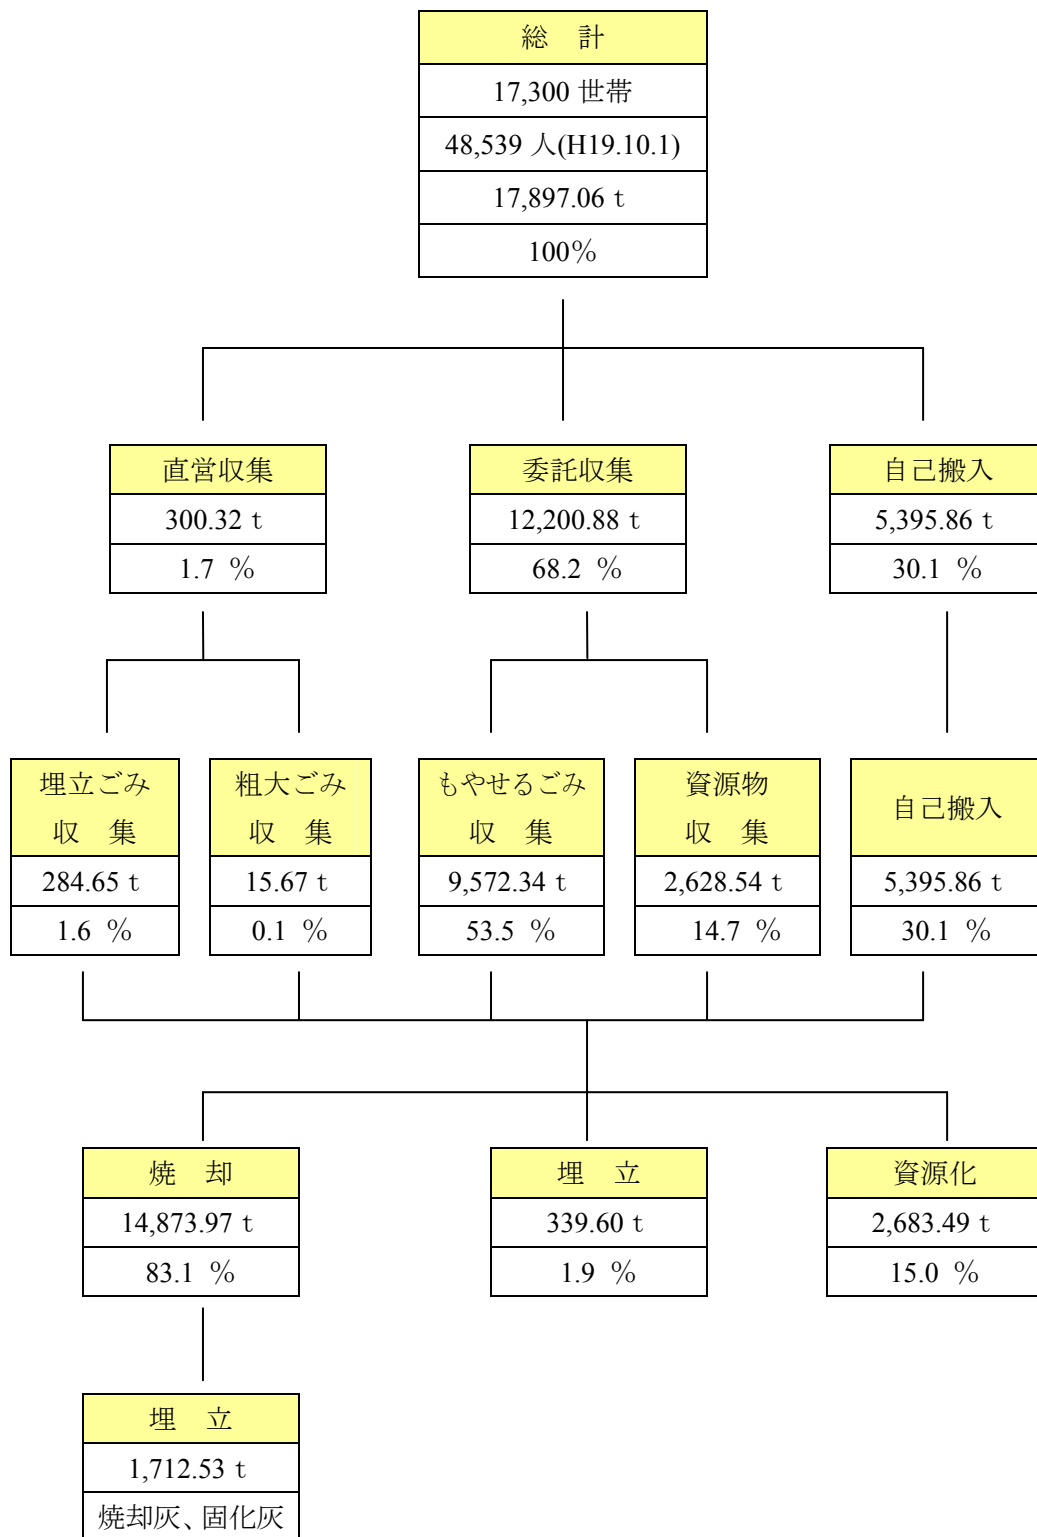 総　計
17,300 世帯
48,539 人(H19.10.1)
17,897.06 ｔ
100％
直営収集
300.32 ｔ
1.7 ％
委託収集
12,200.88 ｔ
68.2 ％
自己搬入
5,395.86 ｔ
30.1 ％
埋立ごみ
収　集
284.65 ｔ
1.6 ％
粗大ごみ
収　集
15.67 ｔ
0.1 ％
もやせるごみ
収　集
9,572.34 ｔ
53.5 ％
資源物
収　集
2,628.54 ｔ
14.7 ％
自己搬入
5,395.86 ｔ
30.1 ％
焼　却
14,873.97 ｔ
83.1 ％
埋　立
339.60 ｔ
1.9 ％
資源化
2,683.49 ｔ
15.0 ％
埋　立
1,712.53 ｔ
焼却灰、固化灰